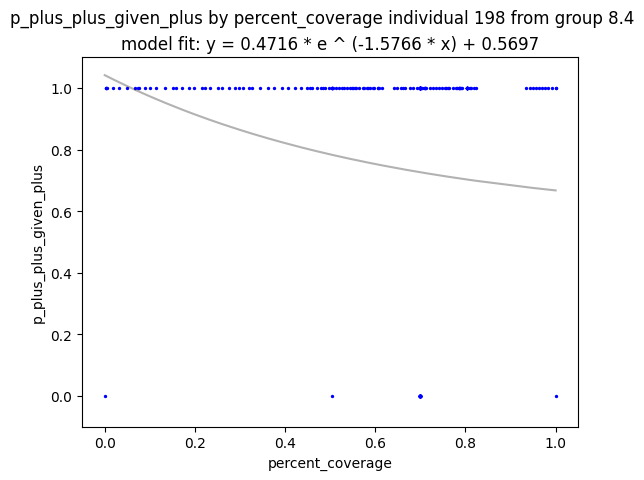 p_plus_plus_given_plus by percent_coverage individual 198 from group 8.4
model fit: y = 0.4716 * e ^ (-1.5766 * x) + 0.5697
p_plus_plus_given_plus
1.0
0.8
0.6
0.4
0.2
0.0
0.0 0.2 0.4 0.6 0.8 1.0
percent_coverage